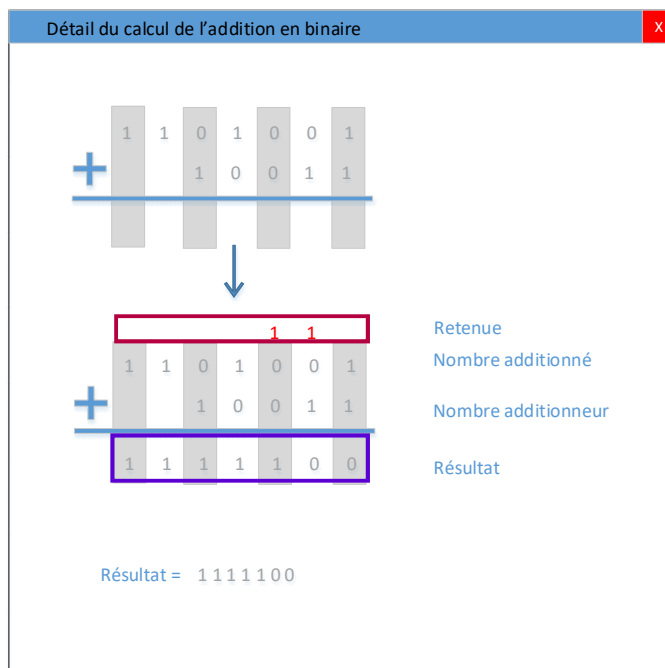 Détail du calcul de l’addition en binaire X
1 1 0 1 0 0 1
+ 1 0 0 1 1
1 1 Retenue
1 1 0 1 0 0 1 Nombre additionné
+ 1 0 0 1 1 Nombre additionneur
1 1 1 1 1 0 0 Résultat
Résultat = 1 1 1 1 1 0 0